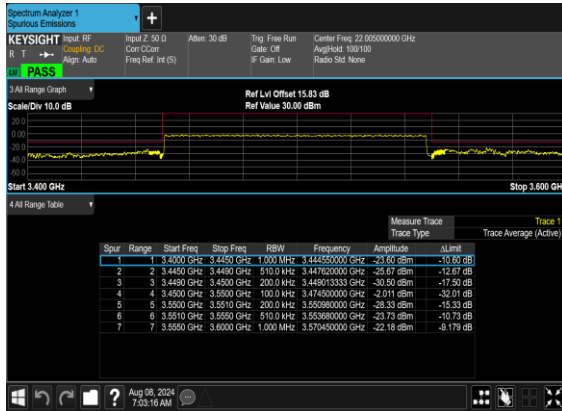 Spectrum Analyzer 1
Spurious Emissions
KEYSIGHT Input: RF Input Z: 50 Ω Atten: 30 dB Trig: Free Run Center Freq: 22.005000000 GHz
R T Coupling: DC Corr CCorr Gate: Off Avg|Hold: 100/100
Align: Auto Freq Ref: Int (S) IF Gain: Low Radio Std: None
PASS
3 All Range Graph Ref Lvl Offset 15.83 dB
Scale/Div 10.0 dB Ref Value 30.00 dBm
20.0
0.00
-20.0
-40.0
-60.0
Start 3.400 GHz Stop 3.600 GH
4 All Range Table
Measure Trace Trace 1
Trace Type Trace Average (Active)
Spur Range Start Freq Stop Freq RBW Frequency Amplitude ΔLimit
1 1 3.4000 GHz 3.4450 GHz 1.000 MHz 3.444550000 GHz -23.60 dBm -10.60 dB
2 2 3.4450 GHz 3.4490 GHz 510.0 kHz 3.447620000 GHz -25.67 dBm -12.67 dB
3 3 3.4490 GHz 3.4500 GHz 200.0 kHz 3.449013333 GHz -30.50 dBm -17.50 dB
4 4 3.4500 GHz 3.5500 GHz 100.0 kHz 3.474500000 GHz -2.011 dBm -32.01 dB
5 5 3.5500 GHz 3.5510 GHz 200.0 kHz 3.550980000 GHz -28.33 dBm -15.33 dB
6 6 3.5510 GHz 3.5550 GHz 510.0 kHz 3.553680000 GHz -23.73 dBm -10.73 dB
7 7 3.5550 GHz 3.6000 GHz 1.000 MHz 3.570450000 GHz -22.18 dBm -9.179 dB
? Aug 08, 2024
7:03:16 AM